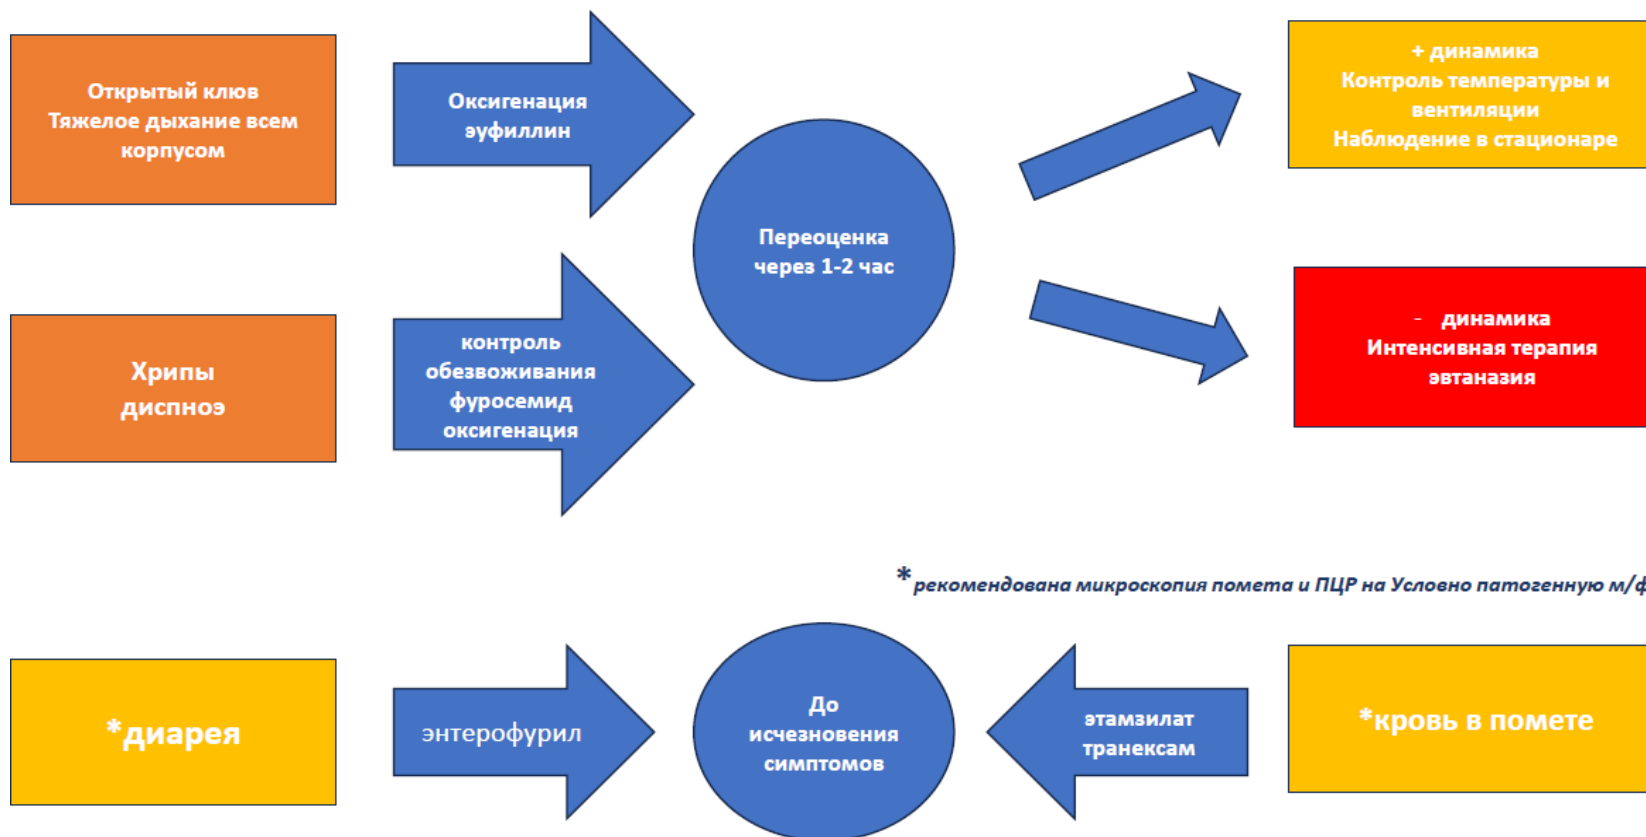 Открытый клюв
Тяжелое дыхание всем
корпусом
Оксигенация
эуфиллин
Переоценка
через 1-2 час
+ динамика
Контроль температуры и
вентиляции
Наблюдение в стационаре
Хрипы
диспноэ
контроль
обезвоживания
фуросемид
оксигенация
- динамика
Интенсивная терапия
эвтаназия
*рекомендована микроскопия помета и ПЦР на Условно патогенную м/ф
*диарея
энтерофурил
До
исчезновения
симптомов
этамзилат
транексам
*кровь в помете